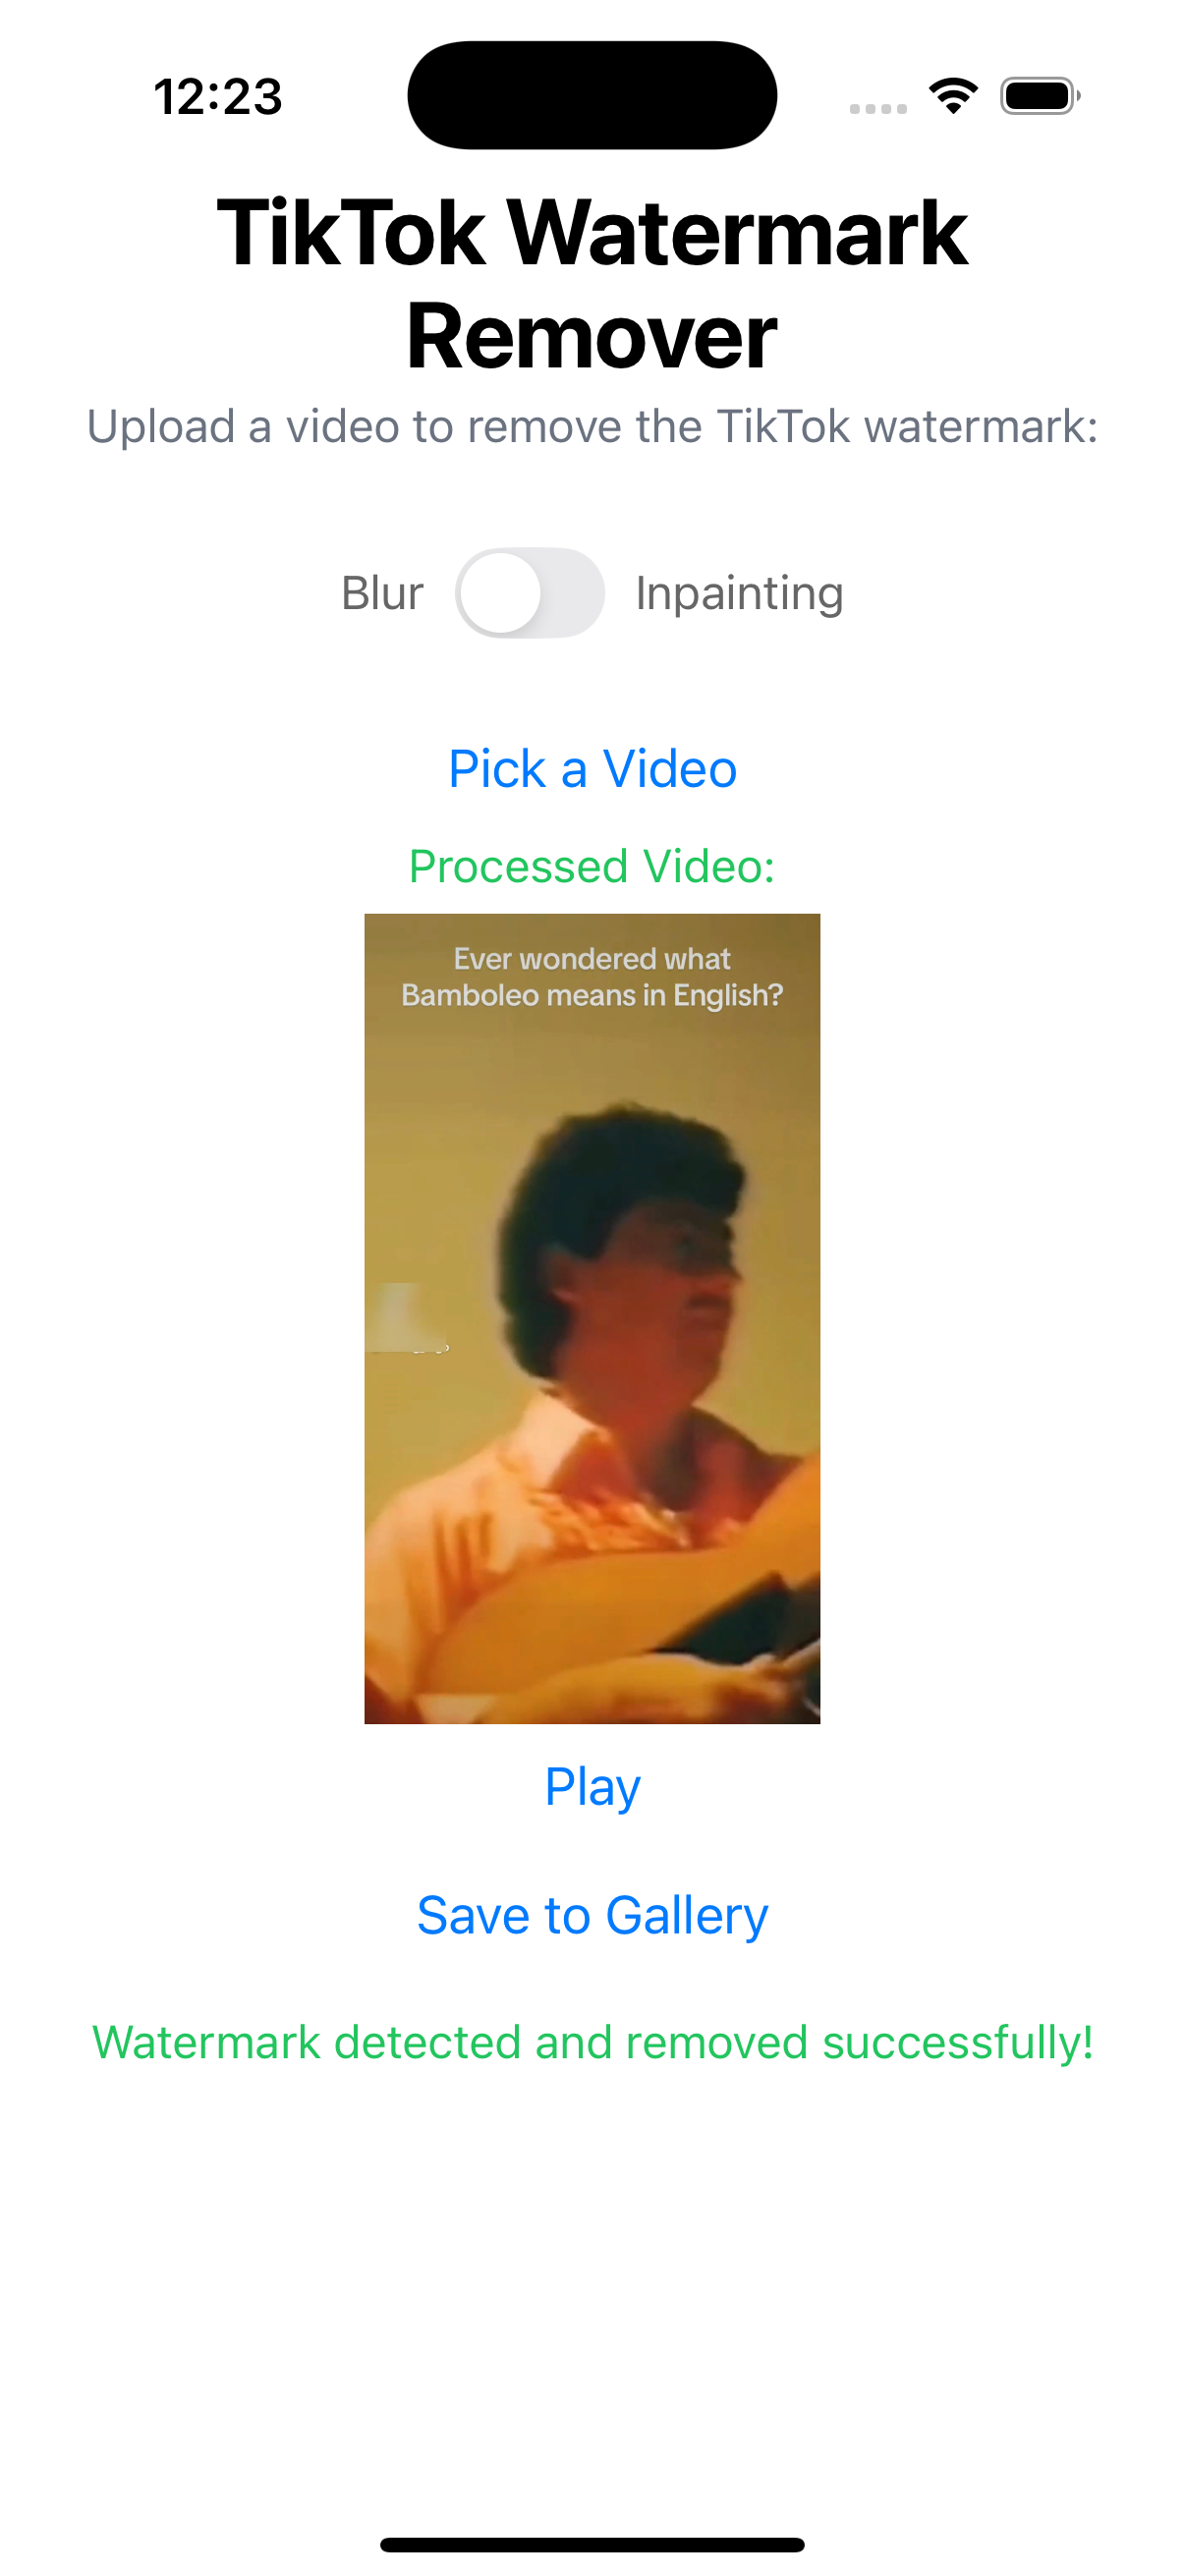 12:23
TikTok Watermark
Remover
Upload a video to remove the TikTok watermark:
Blur
Inpainting
Pick a Video
Processed Video:
Ever wondered what
Bamboleo means in English?
Play
Save to Gallery
Watermark detected and removed successfully!